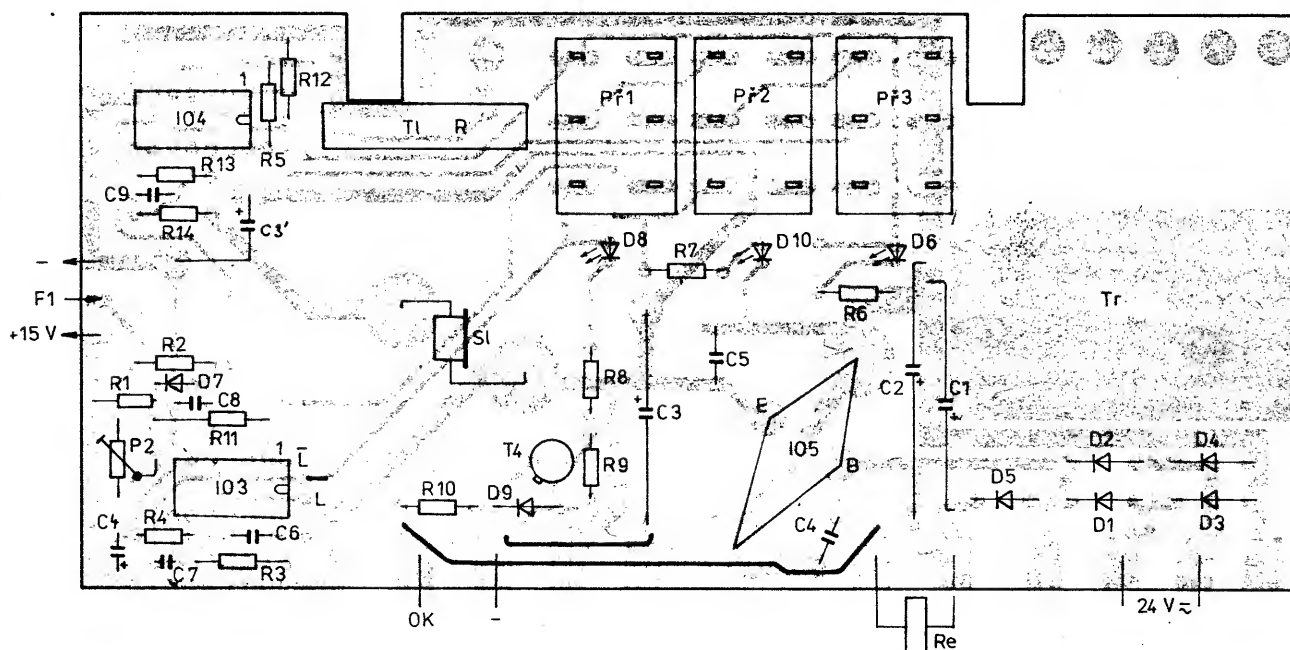 R12
1
IO4
R5
Tl R
Př1
Př2
Př3
R13
C9
R14
C3'
D8
R7
D10
D6
R6
Tr
–
F1
+15 V
Sl
R2
D7
R1
C8
R11
P2
1
L̅
L
IO3
R8
C3
C5
E
IO5
B
C2
C1
T4
R9
R10
D9
D5
D2
D4
D1
D3
C4
R4
C6
C7
R3
C4
OK
–
Re
24 V ≂